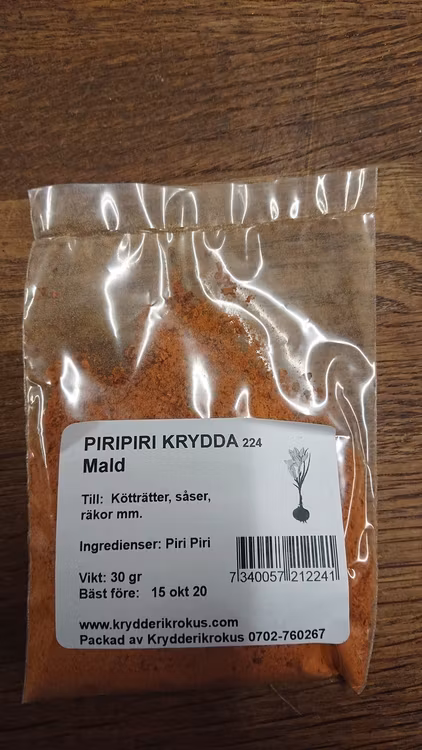 PIRIPIRI KRYDDA 224
Mald
Till: Kötträtter, såser,
räkor mm.
Ingredienser: Piri Piri
Vikt: 30 gr
Bäst före: 15 okt 20
7 340057 212241
www.krydderikrokus.com
Packad av Krydderikrokus 0702-760267